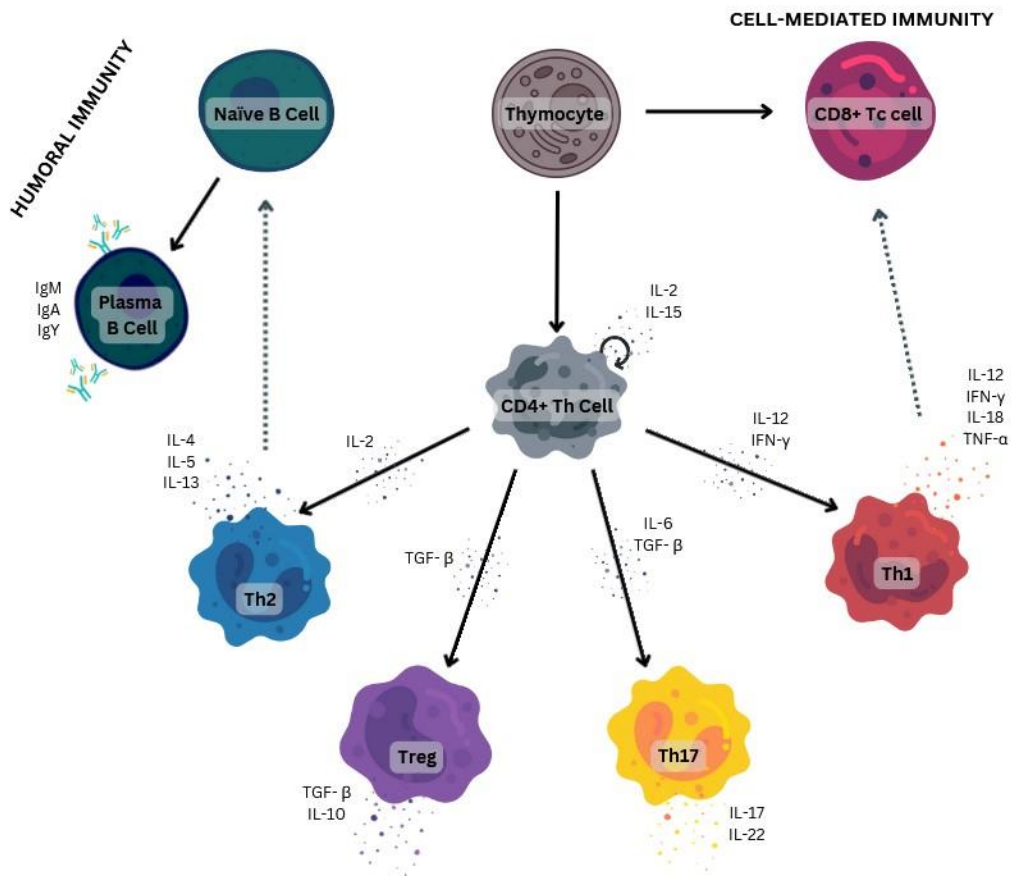 CELL-MEDIATED IMMUNITY
HUMORAL IMMUNITY
Naïve B Cell
Thymocyte
CD8+ Tc cell
IgM
IgA
IgY
Plasma
B Cell
IL-2
IL-15
CD4+ Th Cell
IL-12
IFN-γ
IL-18
TNF-α
IL-4
IL-5
IL-13
IL-2
IL-12
IFN-γ
TGF- β
IL-6
TGF- β
Th2
Th1
Treg
Th17
TGF- β
IL-10
IL-17
IL-22